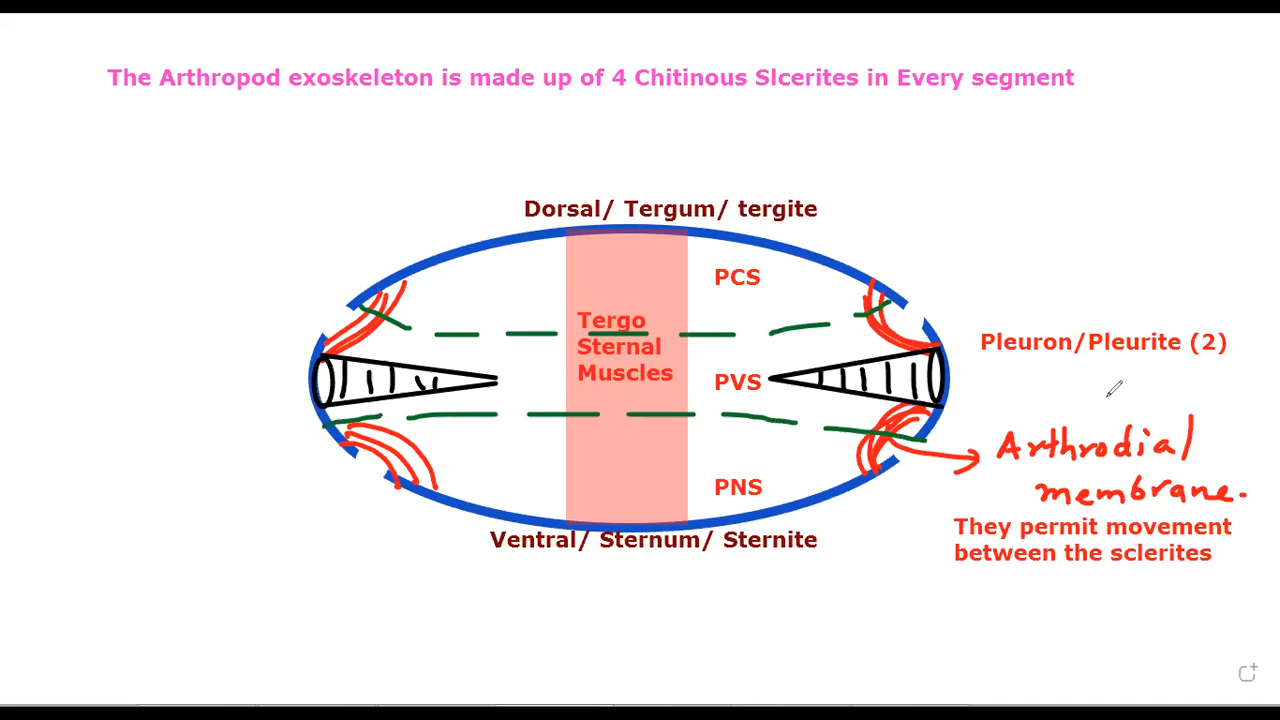 The Arthropod exoskeleton is made up of 4 Chitinous Slcerites in Every segment
Dorsal/ Tergum/ tergite
PCS
Tergo
Sternal
Muscles
Pleuron/Pleurite (2)
PVS
Arthrodial
membrane.
PNS
They permit movement
between the sclerites
Ventral/ Sternum/ Sternite